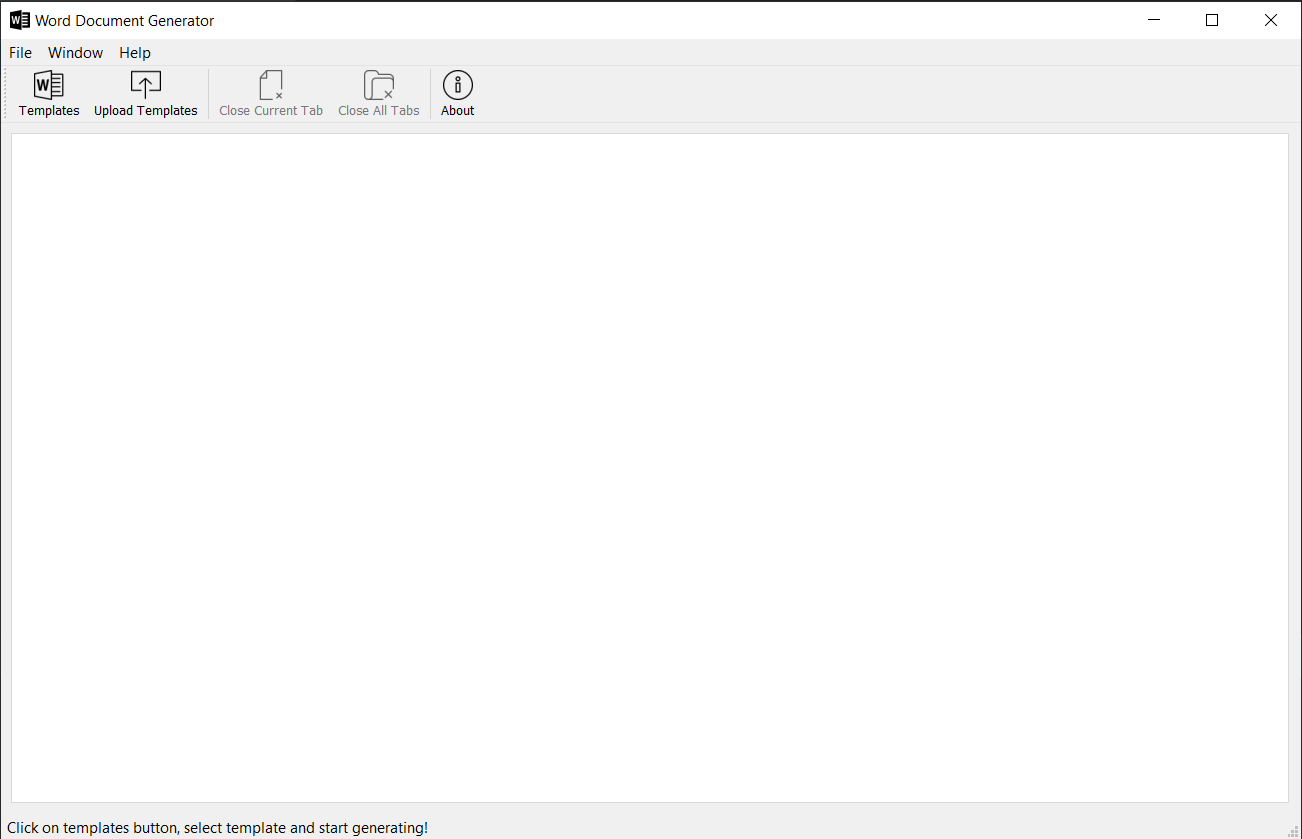 Word Document Generator
File Window Help
Templates Upload Templates Close Current Tab Close All Tabs About
Click on templates button, select template and start generating!